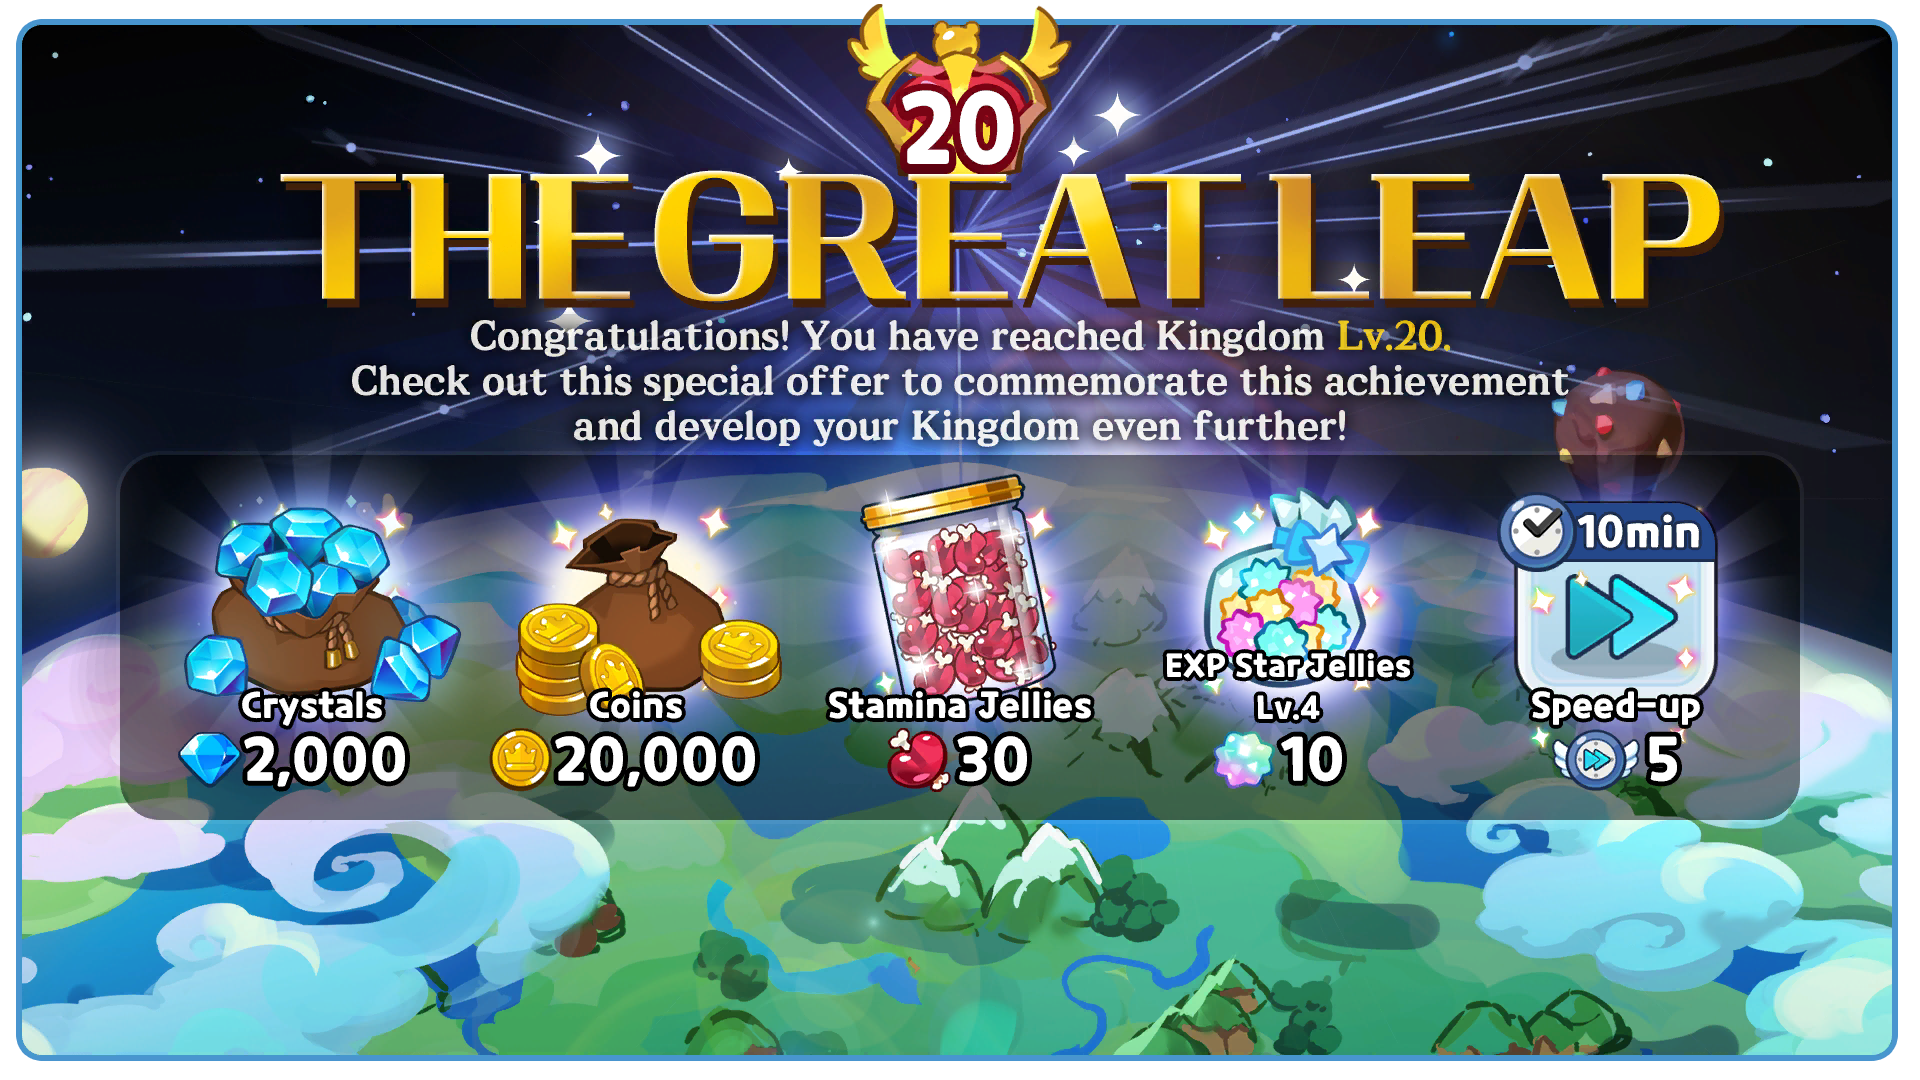 20
THE GREAT LEAP
Congratulations! You have reached Kingdom Lv.20.
Check out this special offer to commemorate this achievement
and develop your Kingdom even further!
Crystals
2,000
Coins
20,000
Stamina Jellies
30
EXP Star Jellies
Lv.4
10
10min
Speed-up
5